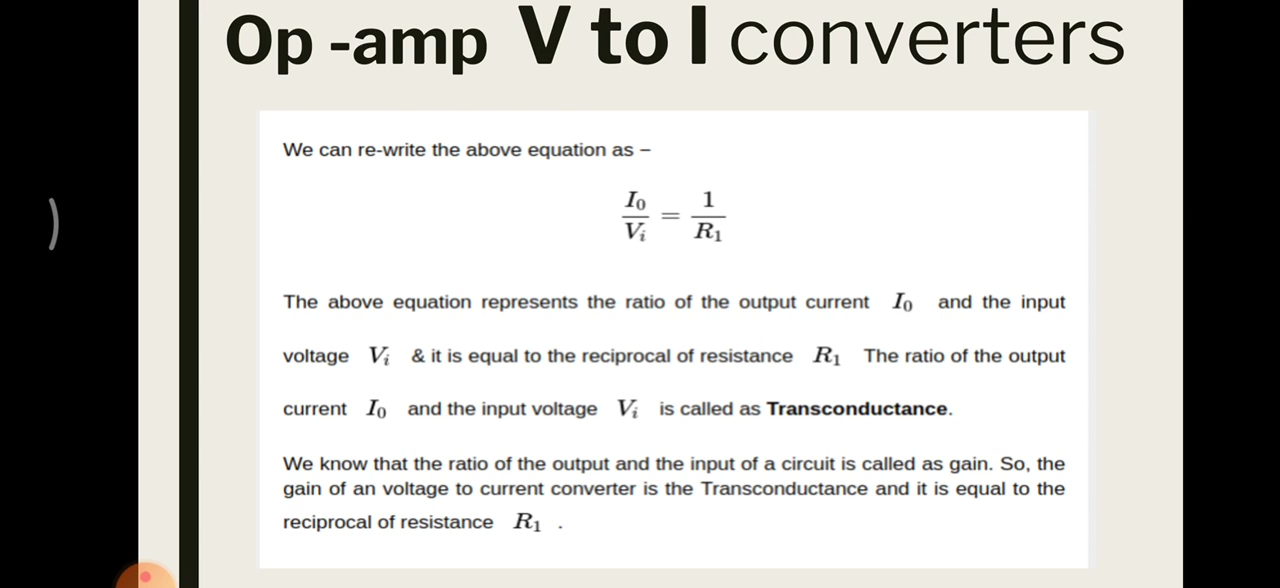 Op -amp V to I converters
We can re-write the above equation as −
I₀/Vᵢ = 1/R₁
The above equation represents the ratio of the output current I₀ and the input
voltage Vᵢ & it is equal to the reciprocal of resistance R₁ The ratio of the output
current I₀ and the input voltage Vᵢ is called as Transconductance.
We know that the ratio of the output and the input of a circuit is called as gain. So, the
gain of an voltage to current converter is the Transconductance and it is equal to the
reciprocal of resistance R₁ .